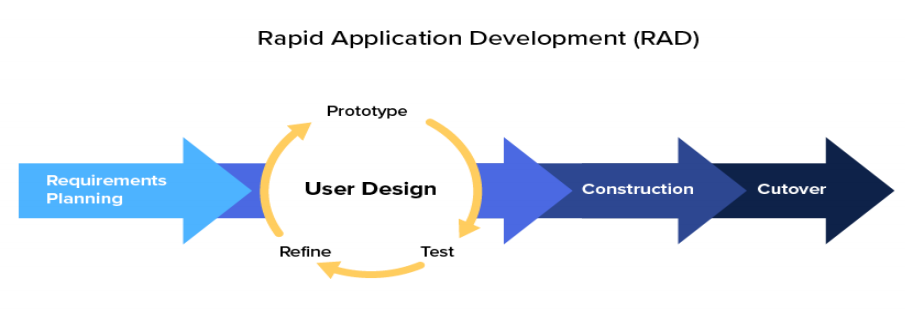 Rapid Application Development (RAD)
Prototype
Requirements
Planning
User Design
Construction
Cutover
Refine
Test